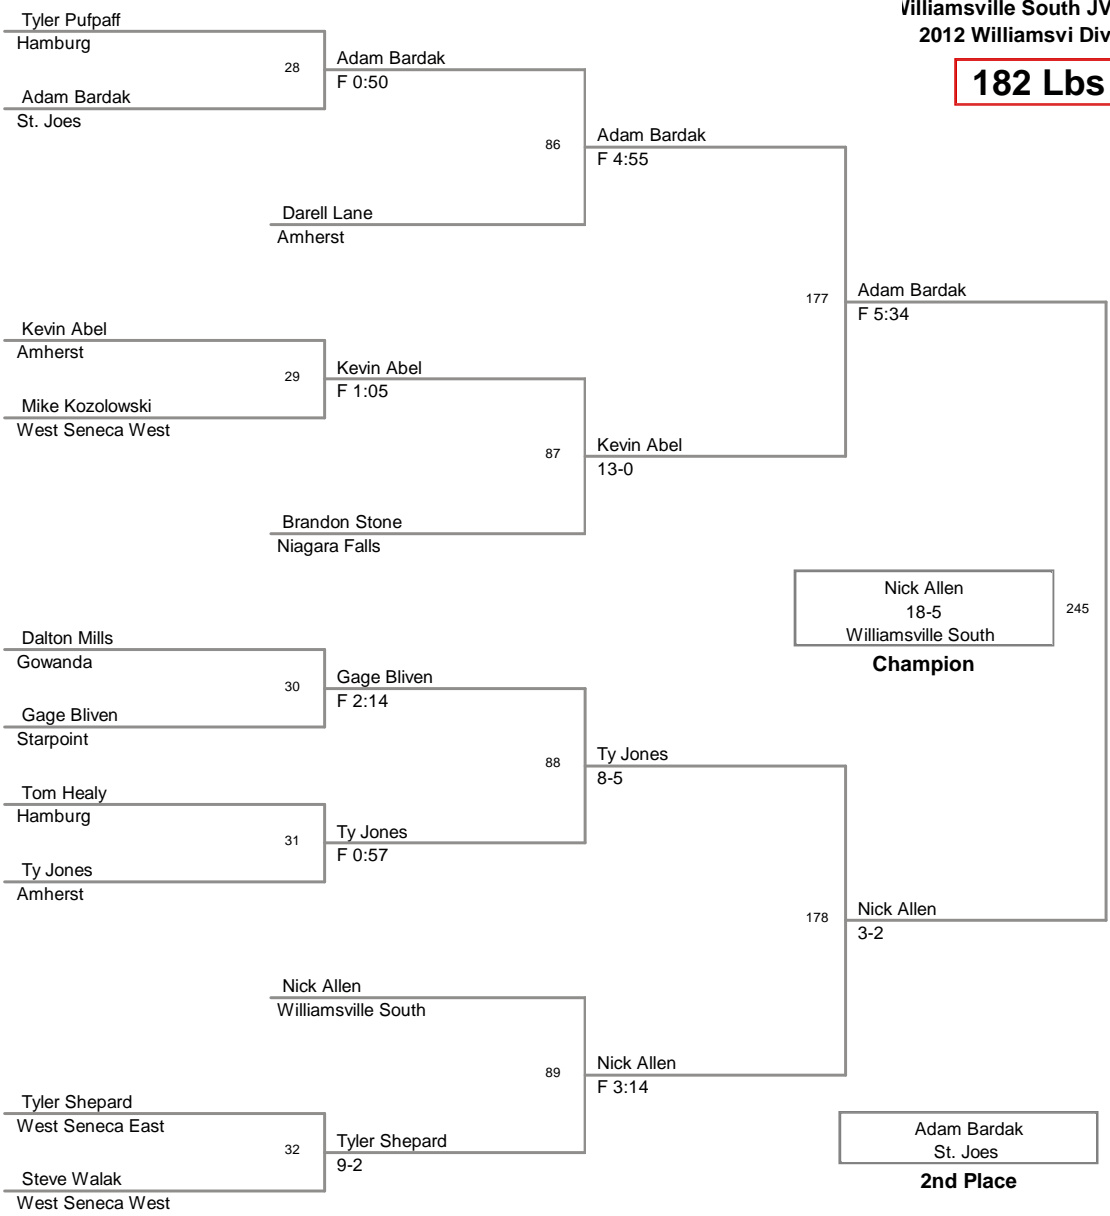 Williamsville South JV
2012 Williamsvi Div
182 Lbs
Tyler Pufpaff
Hamburg
28
Adam Bardak
St. Joes
Adam Bardak
F 0:50
86
Darell Lane
Amherst
Adam Bardak
F 4:55
Kevin Abel
Amherst
29
Mike Kozolowski
West Seneca West
Kevin Abel
F 1:05
87
Brandon Stone
Niagara Falls
Kevin Abel
13-0
177
Adam Bardak
F 5:34
Dalton Mills
Gowanda
30
Gage Bliven
Starpoint
Gage Bliven
F 2:14
88
Tom Healy
Hamburg
31
Ty Jones
Amherst
Ty Jones
F 0:57
Ty Jones
8-5
178
Nick Allen
Williamsville South
89
Tyler Shepard
West Seneca East
32
Steve Walak
West Seneca West
Tyler Shepard
9-2
Nick Allen
F 3:14
Nick Allen
3-2
245
Nick Allen
18-5
Williamsville South
Champion
Adam Bardak
St. Joes
2nd Place